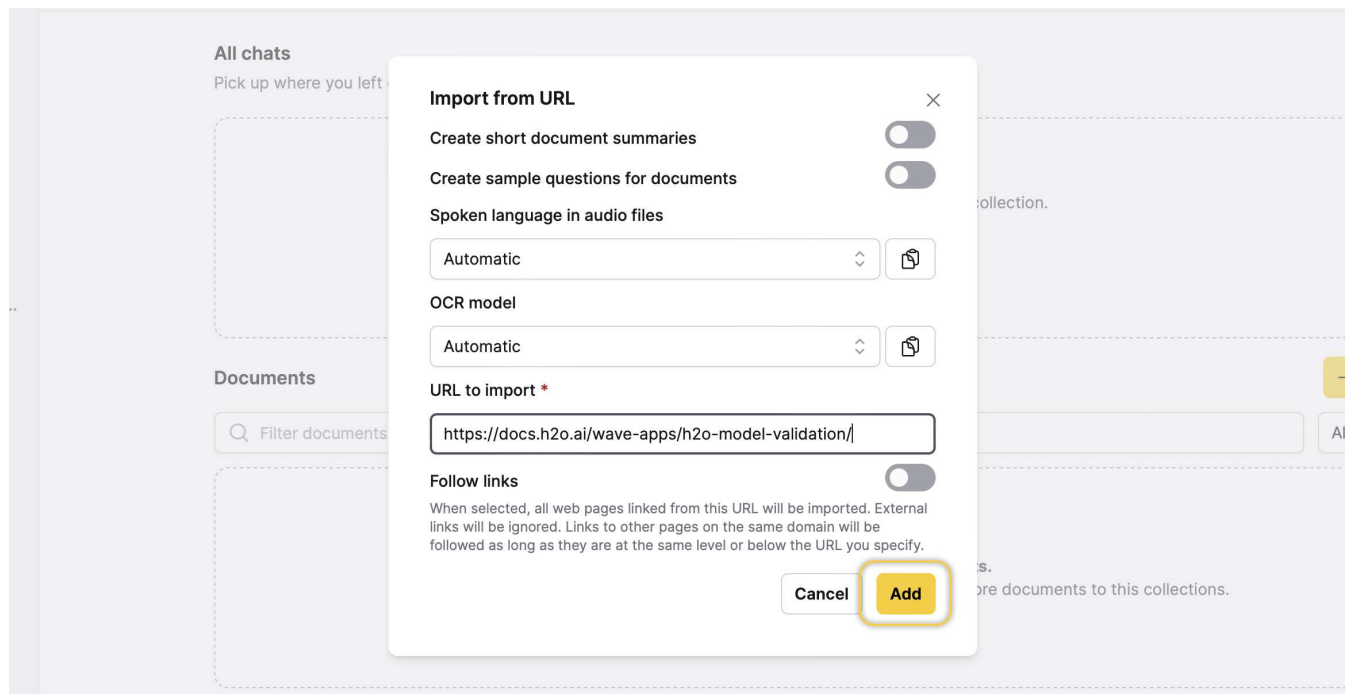 All chats
Pick up where you left
Import from URL
Create short document summaries
Create sample questions for documents
collection.
Spoken language in audio files
Automatic
OCR model
Automatic
Documents
URL to import *
Filter documents
https://docs.h2o.ai/wave-apps/h2o-model-validation/
Follow links
When selected, all web pages linked from this URL will be imported. External
links will be ignored. Links to other pages on the same domain will be
followed as long as they are at the same level or below the URL you specify.
Cancel
Add
documents to this collections.